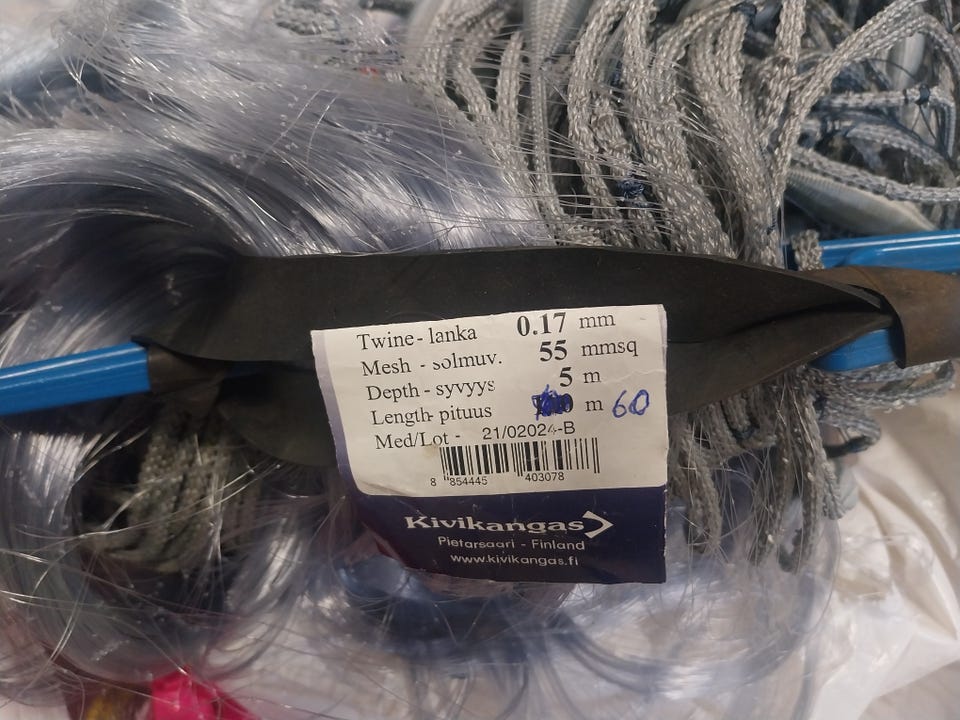 Twine - lanka 0.17 mm
Mesh - solmuv. 55 mmsq
Depth - syvyys 5 m
Length- pituus m 60
Med/Lot - 21/02024-B
8 854445 403078
Kivikangas
Pietarsaari - Finland
www.kivikangas.fi